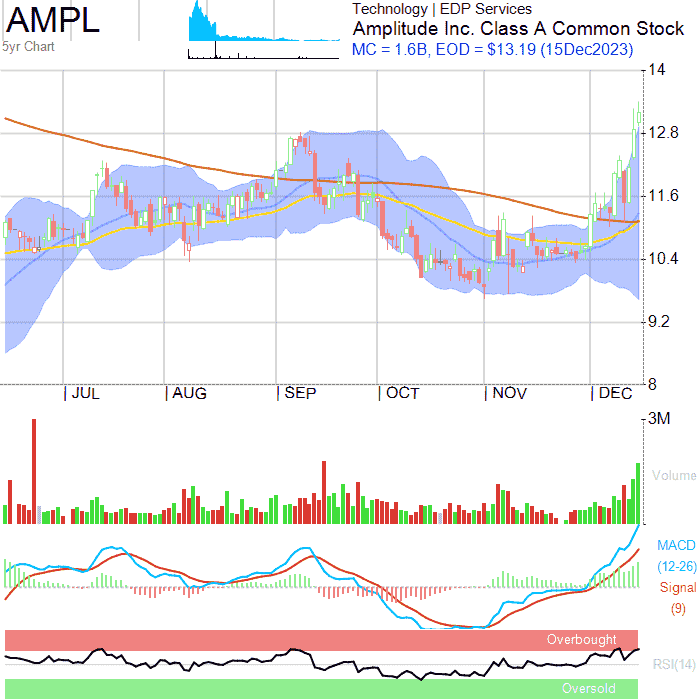 AMPL
5yr Chart
Technology | EDP Services
Amplitude Inc. Class A Common Stock
MC = 1.6B, EOD = $13.19 (15Dec2023)
14
12.8
11.6
10.4
9.2
8
JUL
AUG
SEP
OCT
NOV
DEC
3M
Volume
MACD
(12-26)
Signal
(9)
Overbought
RSI(14)
Oversold